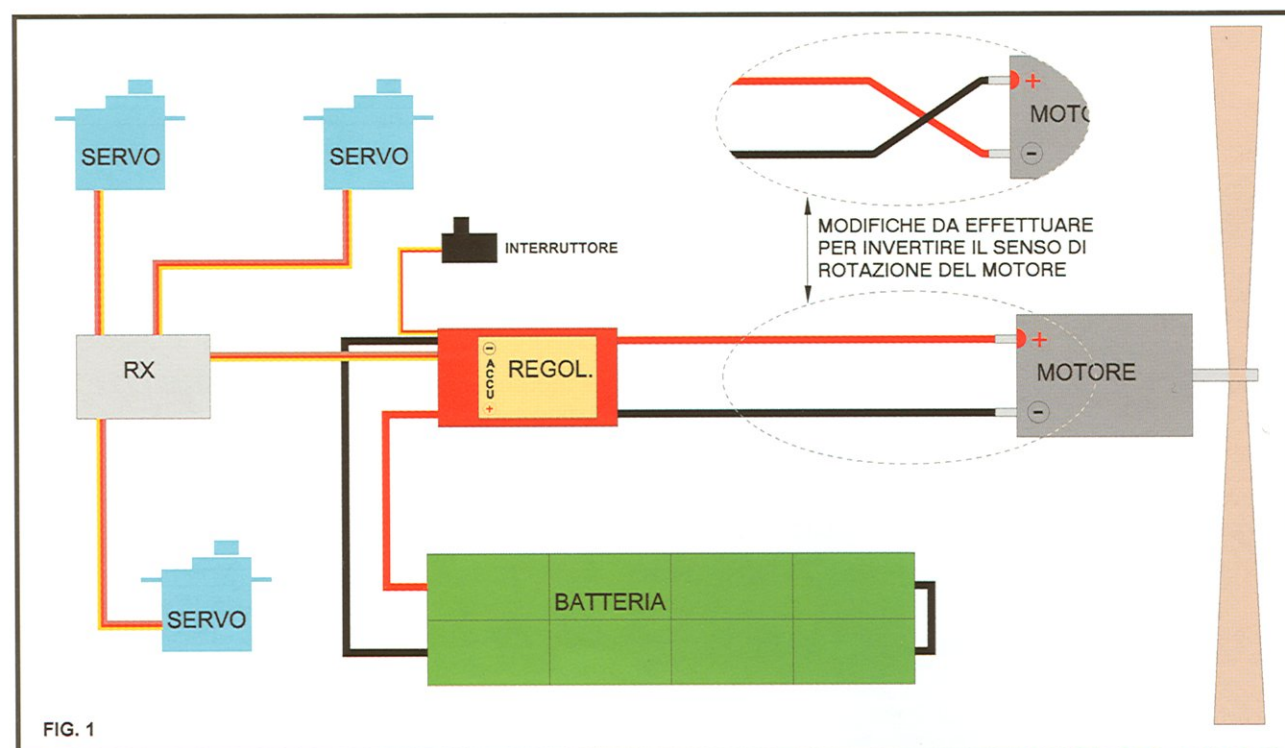 SERVO
SERVO
INTERRUTTORE
+
MOTO
-
MODIFICHE DA EFFETTUARE
PER INVERTIRE IL SENSO DI
ROTAZIONE DEL MOTORE
RX
- ACCU +
REGOL.
+
MOTORE
-
SERVO
BATTERIA
FIG. 1